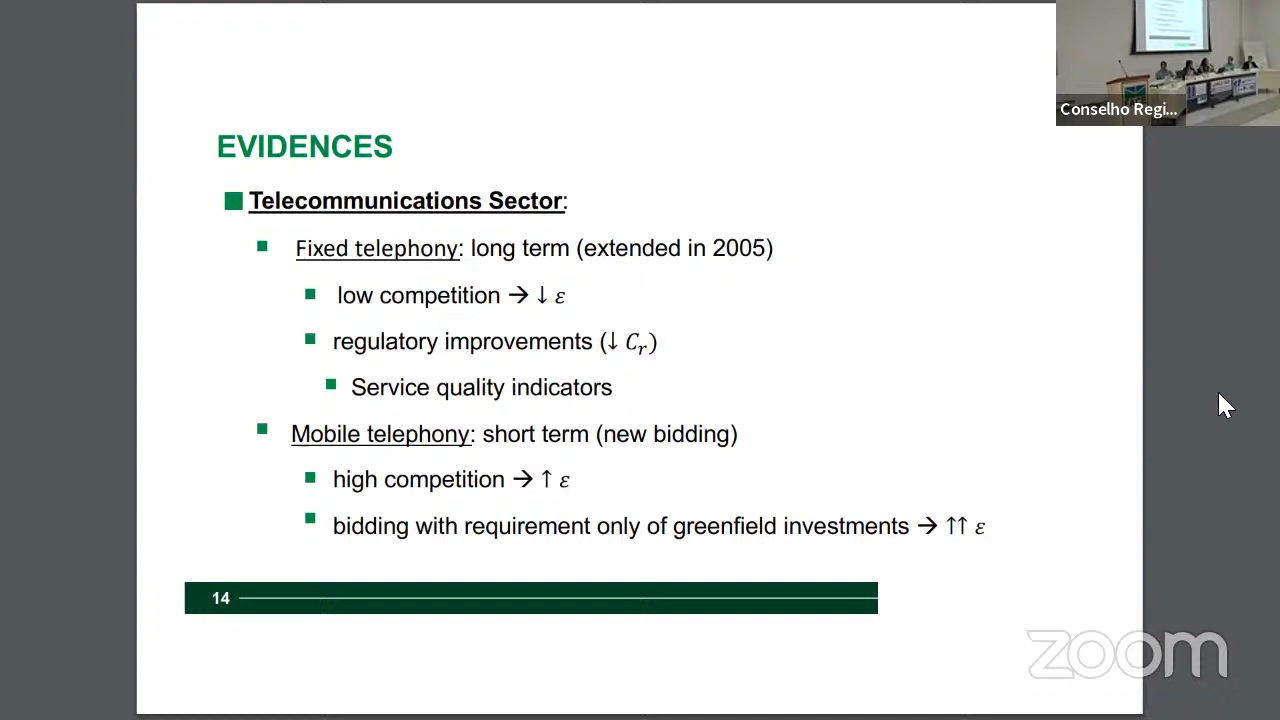 Conselho Regi...
EVIDENCES
Telecommunications Sector:
Fixed telephony: long term (extended in 2005)
low competition → ↓ ε
regulatory improvements (↓ Cᵣ)
Service quality indicators
Mobile telephony: short term (new bidding)
high competition → ↑ ε
bidding with requirement only of greenfield investments → ↑↑ ε
14
zoom